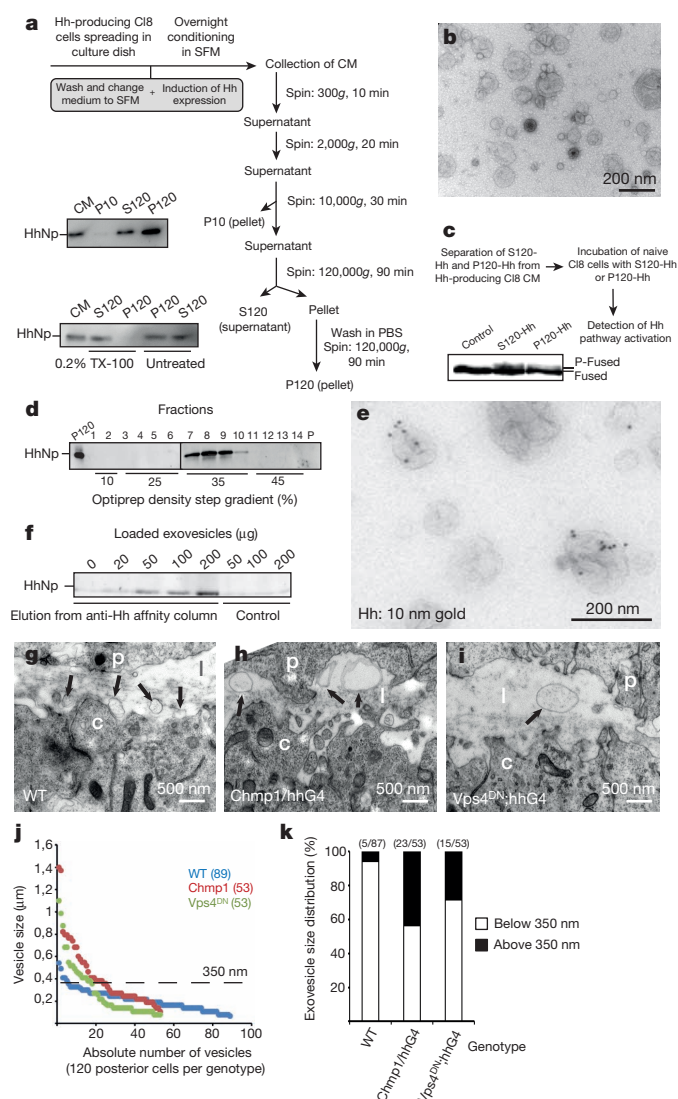 a
Hh-producing Cl8
cells spreading in
culture dish
Overnight
conditioning
in SFM
Wash and change
medium to SFM
+
Induction of Hh
expression
Collection of CM
Spin: 300g, 10 min
Supernatant
Spin: 2,000g, 20 min
Supernatant
Spin: 10,000g, 30 min
P10 (pellet)
Supernatant
Spin: 120,000g, 90 min
S120
(supernatant)
Pellet
Wash in PBS
Spin: 120,000g,
90 min
P120 (pellet)
CM P10 S120 P120
HhNp
CM S120 P120 P120 S120
HhNp
0.2% TX-100 Untreated
b
200 nm
c
Separation of S120-
Hh and P120-Hh from
Hh-producing Cl8 CM
Incubation of naive
Cl8 cells with S120-Hh
or P120-Hh
Detection of Hh
pathway activation
Control S120-Hh P120-Hh
P-Fused
Fused
d
Fractions
P120 1 2 3 4 5 6 7 8 9 10 11 12 13 14 P
HhNp
10 25 35 45
Optiprep density step gradient (%)
e
Hh: 10 nm gold
200 nm
f
Loaded exovesicles (μg)
0 20 50 100 200 50 100 200
HhNp
Elution from anti-Hh affnity column Control
g
p
l
c
WT
500 nm
h
p
l
c
Chmp1/hhG4
500 nm
i
l
p
c
Vps4DN;hhG4
500 nm
j
1,6
1,4
1,2
1
0,8
0,6
0,4
0,2
Vesicle size (μm)
WT (89)
Chmp1 (53)
Vps4DN (53)
350 nm
20 40 60 80 100
Absolute number of vesicles
(120 posterior cells per genotype)
k
(5/87) (23/53) (15/53)
100
80
60
40
20
Exovesicle size distribution (%)
Below 350 nm
Above 350 nm
WT
Chmp1/hhG4
Vps4DN;hhG4
Genotype